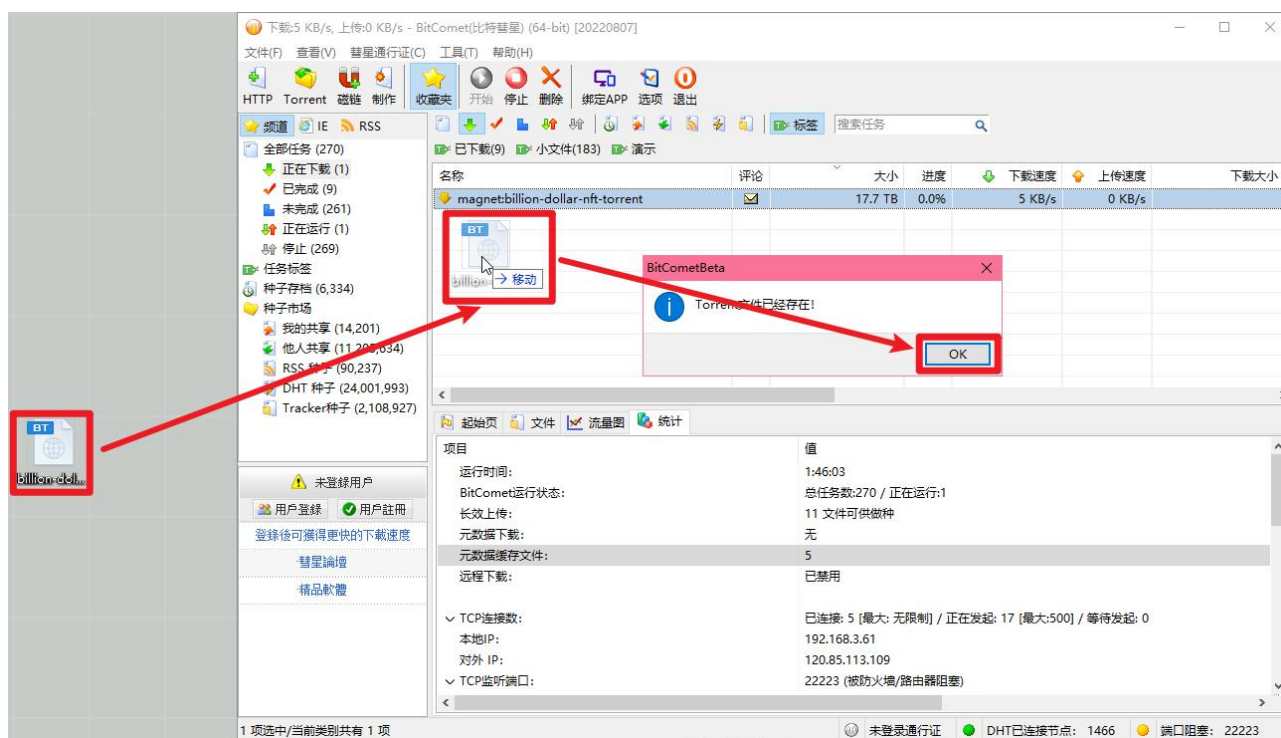 下载:5 KB/s, 上传:0 KB/s - BitComet(比特彗星) (64-bit) [20220807]
文件(F) 查看(V) 彗星通行证(C) 工具(T) 帮助(H)
HTTP Torrent 磁链 制作 收藏夹 开始 停止 删除 绑定APP 选项 退出
频道 IE RSS
标签 搜索任务
全部任务 (270)
正在下载 (1)
已完成 (9)
未完成 (261)
正在运行 (1)
停止 (269)
任务标签
种子存档 (6,334)
种子市场
我的共享 (14,201)
他人共享
RSS 种子 (90,237)
DHT 种子 (24,001,993)
Tracker种子 (2,108,927)
已下载(9) 小文件(183) 演示
名称 评论 大小 进度 下载速度 上传速度 下载大小
magnet:billion-dollar-nft-torrent 17.7 TB 0.0% 5 KB/s 0 KB/s
BT
移动
BitCometBeta
Torrent文件已经存在!
OK
BT
billion-doll...
未登録用户
用户登録 用户註冊
登錄後可獲得更快的下載速度
·彗星論壇
·精品軟體
起始页 文件 流量图 统计
项目 值
运行时间: 1:46:03
BitComet运行状态: 总任务数:270 / 正在运行:1
长效上传: 11 文件可供做种
元数据下载: 无
元数据缓存文件: 5
远程下载: 已禁用
TCP连接数: 已连接: 5 [最大: 无限制] / 正在发起: 17 [最大:500] / 等待发起: 0
本地IP: 192.168.3.61
对外 IP: 120.85.113.109
TCP监听端口: 22223 (被防火墙/路由器阻塞)
1 项选中/当前类别共有 1 项
未登录通行证 DHT已连接节点: 1466 端口阻塞: 22223